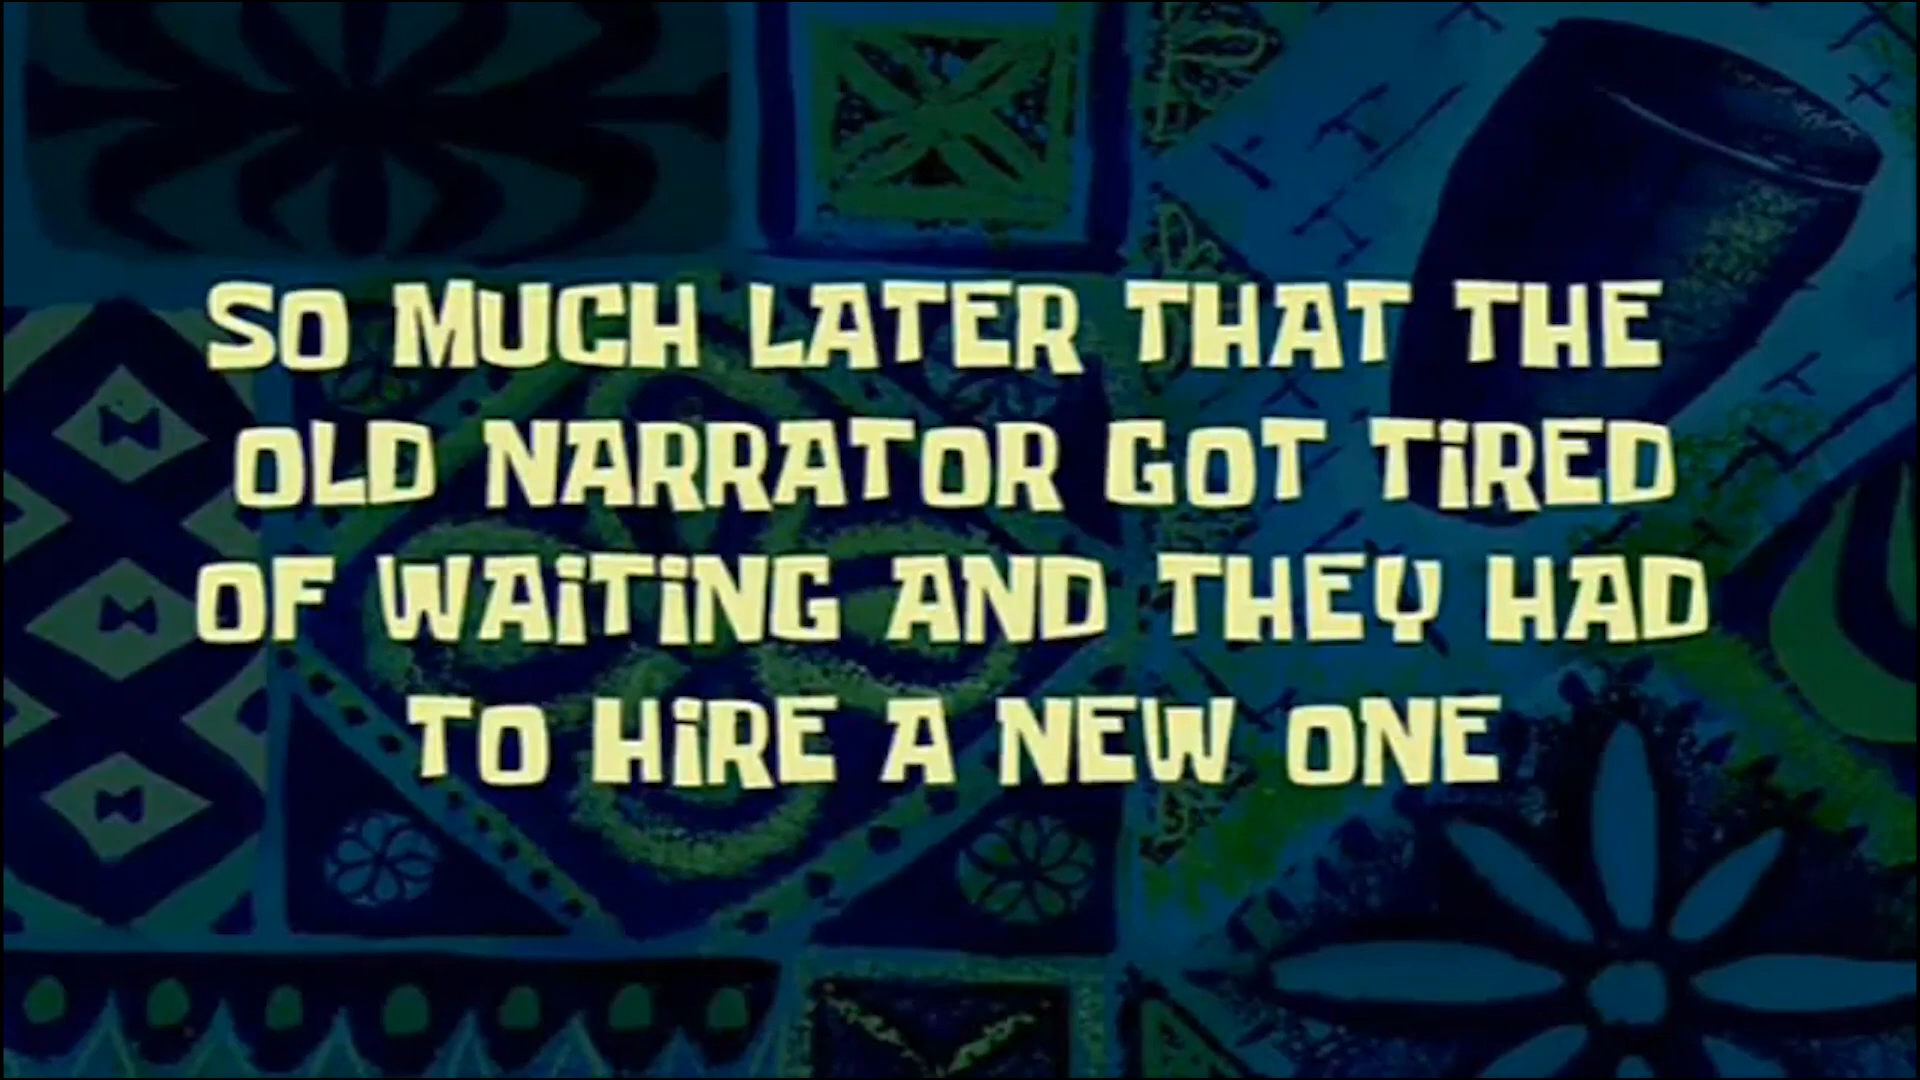 SO MUCH LATER THAT THE
OLD NARRATOR GOT TiRED
OF WAiTiNG AND THEY HAD
TO HiRE A NEW ONE